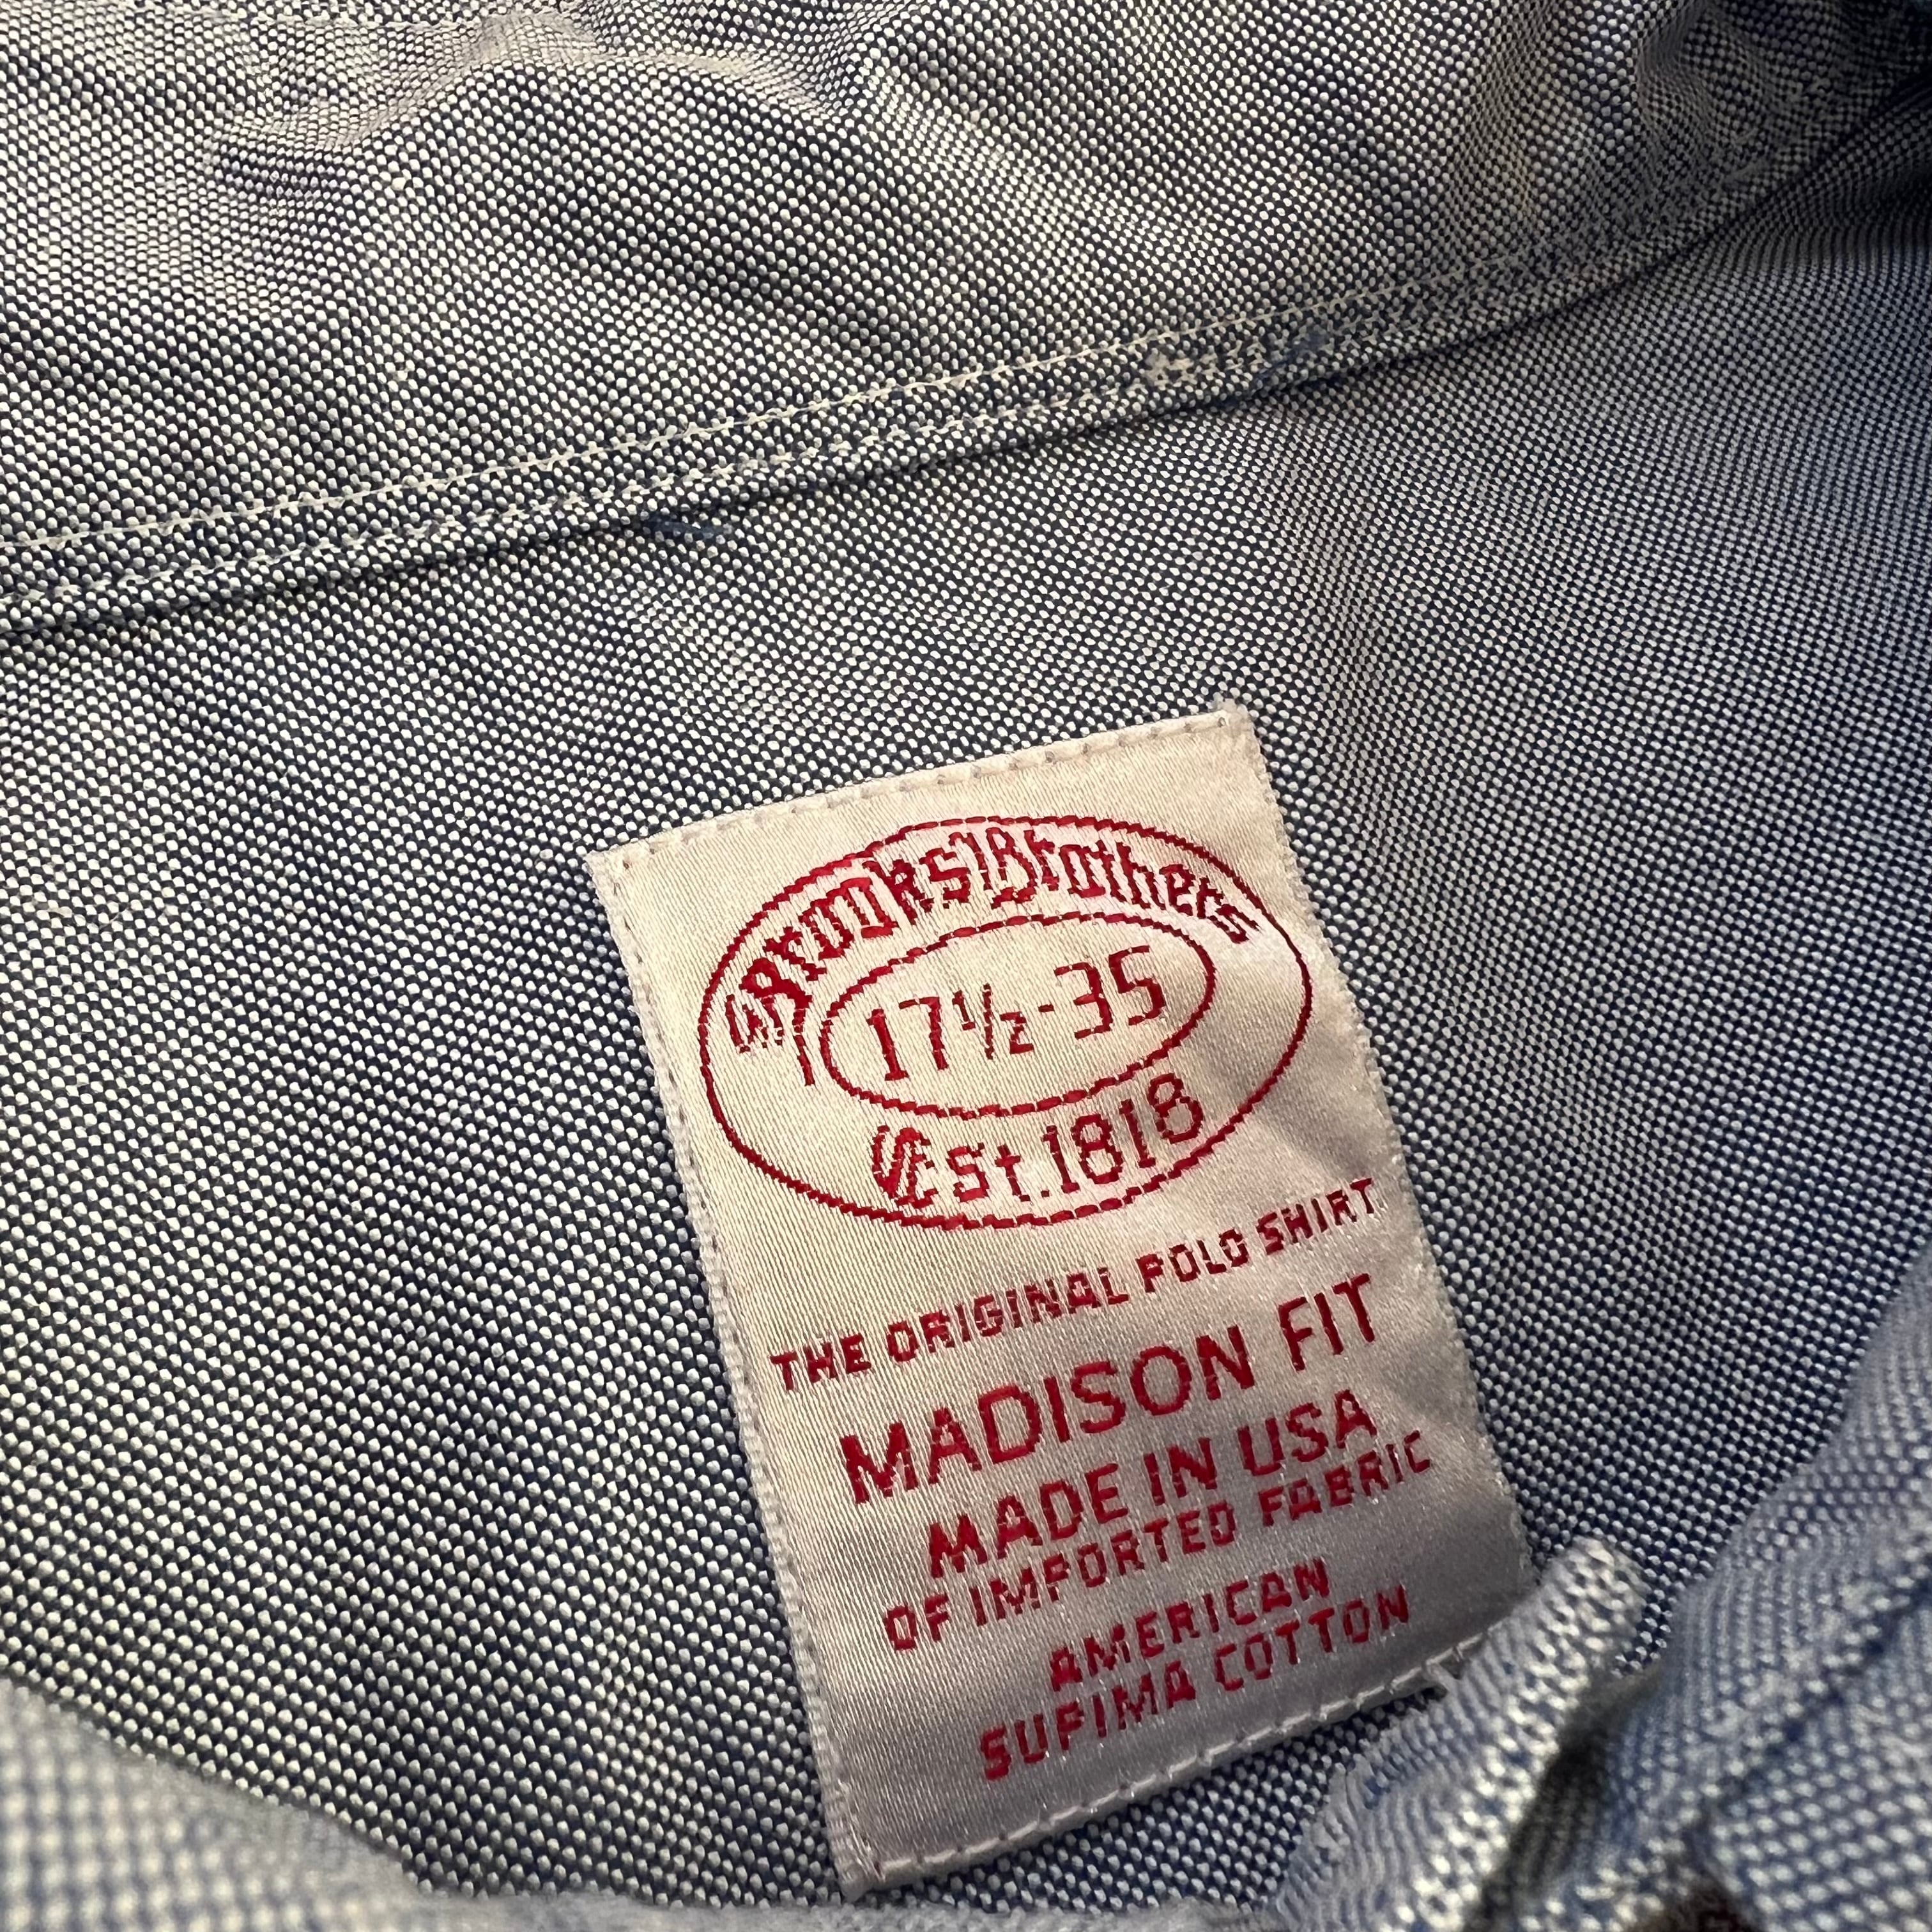 Brooks Brothers
17½-35
Est. 1818
THE ORIGINAL POLO SHIRT
MADISON FIT
MADE IN USA
OF IMPORTED FABRIC
AMERICAN
SUPIMA COTTON